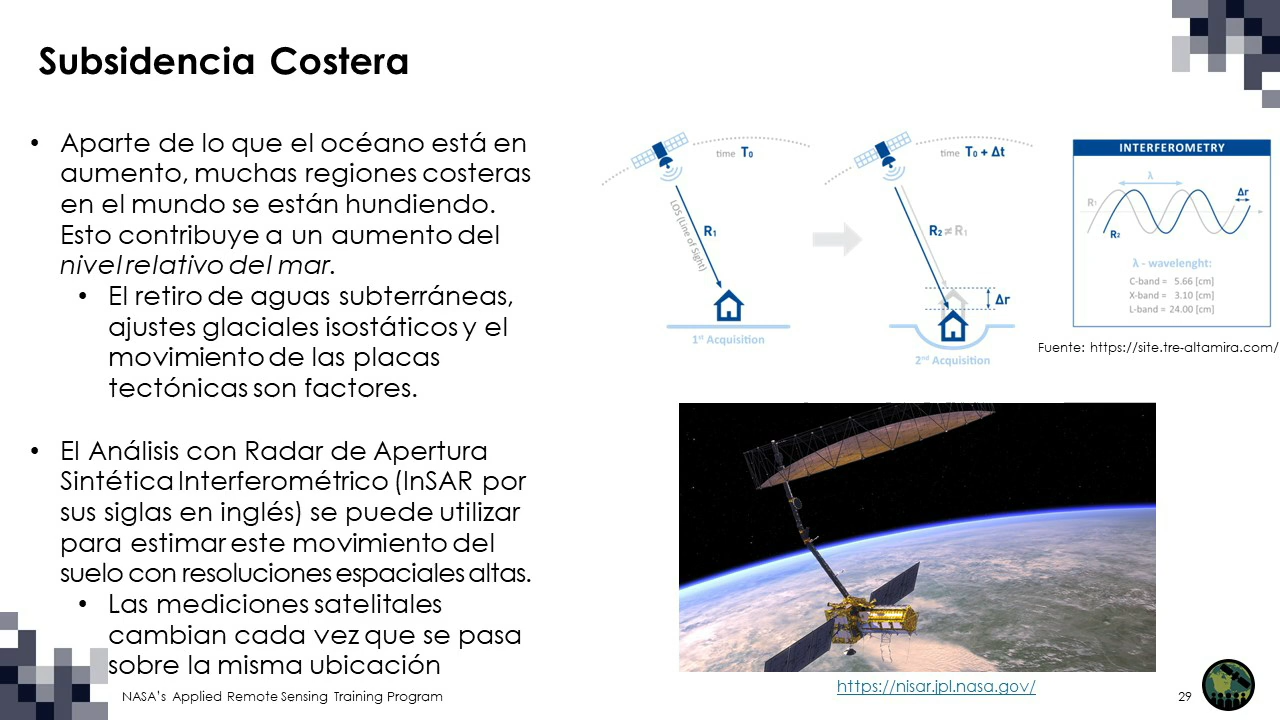 Subsidencia Costera
• Aparte de lo que el océano está en
aumento, muchas regiones costeras
en el mundo se están hundiendo.
Esto contribuye a un aumento del
nivel relativo del mar.
• El retiro de aguas subterráneas,
ajustes glaciales isostáticos y el
movimiento de las placas
tectónicas son factores.
• El Análisis con Radar de Apertura
Sintética Interferométrico (InSAR por
sus siglas en inglés) se puede utilizar
para estimar este movimiento del
suelo con resoluciones espaciales altas.
• Las mediciones satelitales
cambian cada vez que se pasa
sobre la misma ubicación
time T₀
LOS (Line of Sight)
R₁
1st Acquisition
time T₀ + Δt
R₂ ≠ R₁
Δr
2nd Acquisition
INTERFEROMETRY
λ
Δr
R₁
R₂
λ - wavelenght:
C-band = 5.66 [cm]
X-band = 3.10 [cm]
L-band = 24.00 [cm]
Fuente: https://site.tre-altamira.com/
https://nisar.jpl.nasa.gov/
NASA's Applied Remote Sensing Training Program
29